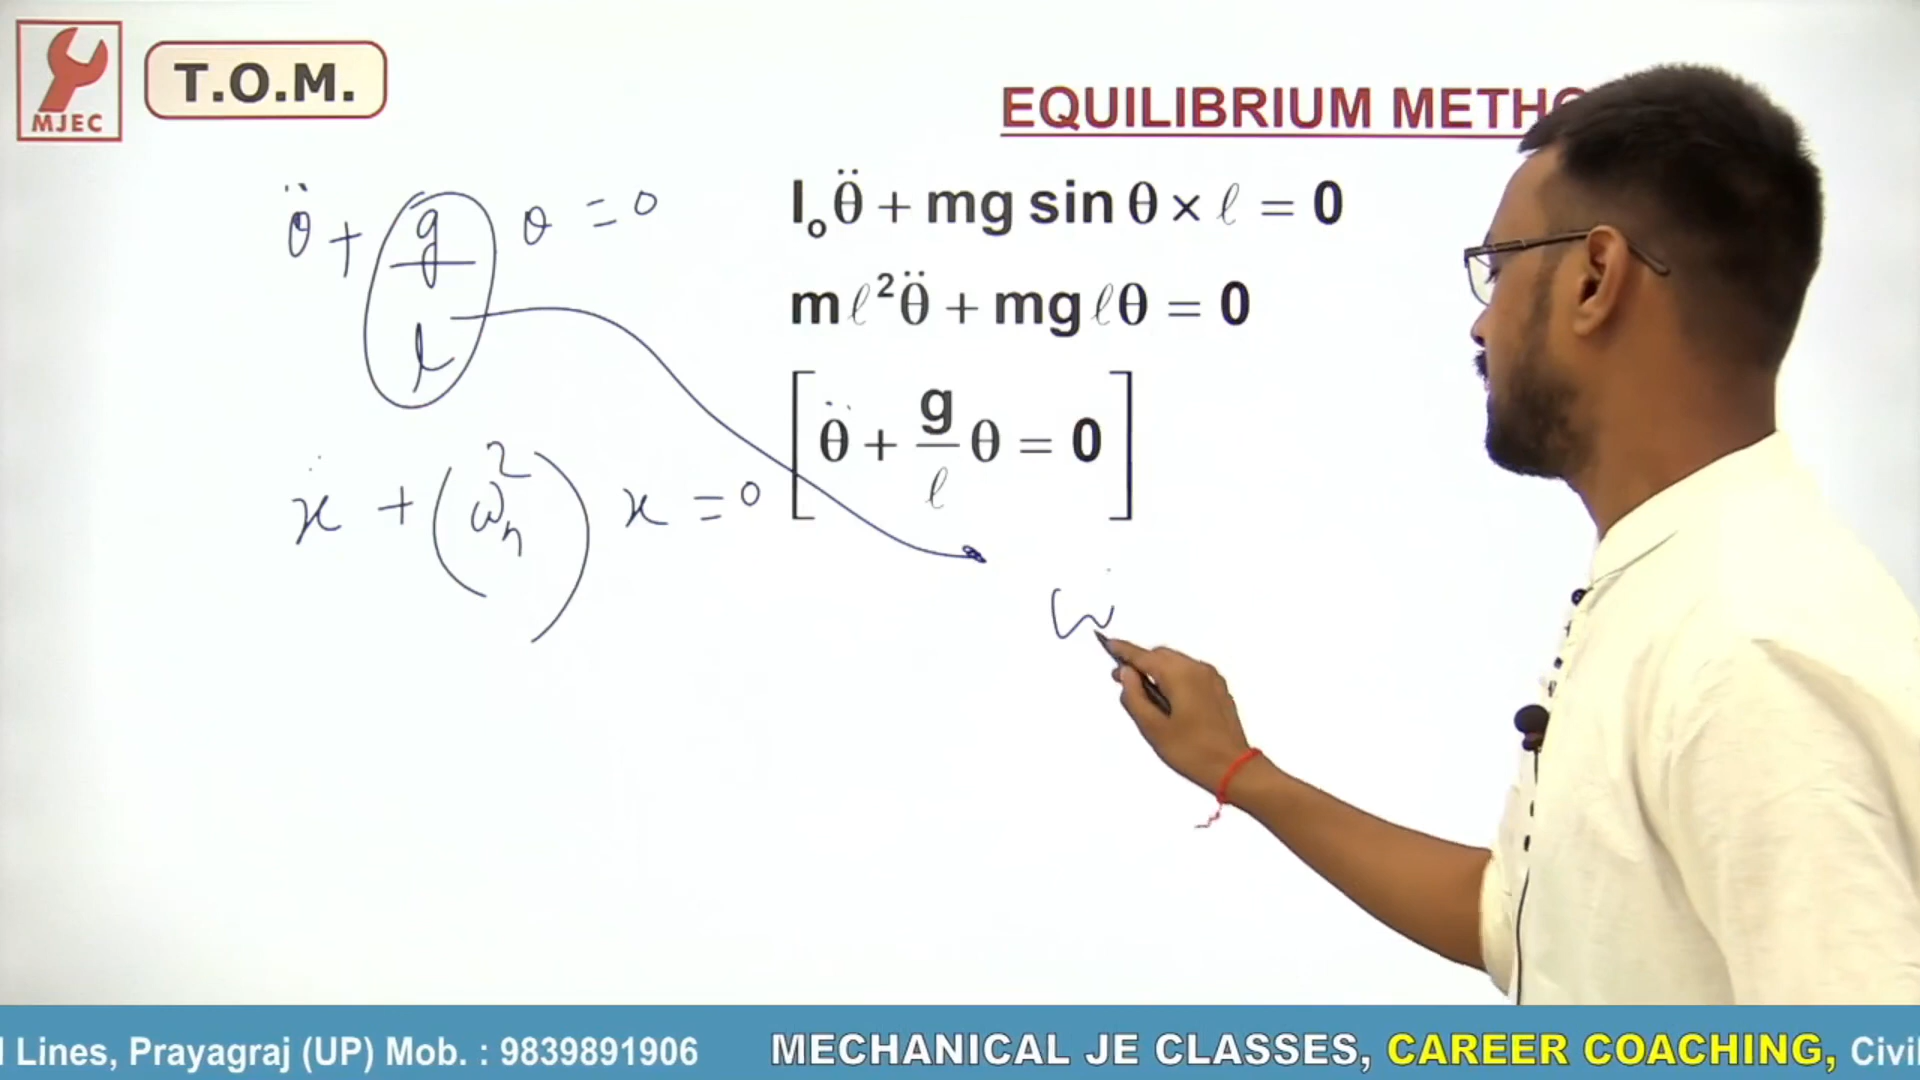 MJEC
T.O.M.
EQUILIBRIUM METHO
I₀θ̈ + mg sin θ × ℓ = 0
mℓ²θ̈ + mgℓθ = 0
[θ̈ + g/ℓ θ = 0]
θ̈ + g/l θ = 0
ẍ + (ωn²) x = 0
ω
Lines, Prayagraj (UP) Mob. : 9839891906 MECHANICAL JE CLASSES, CAREER COACHING, Civil